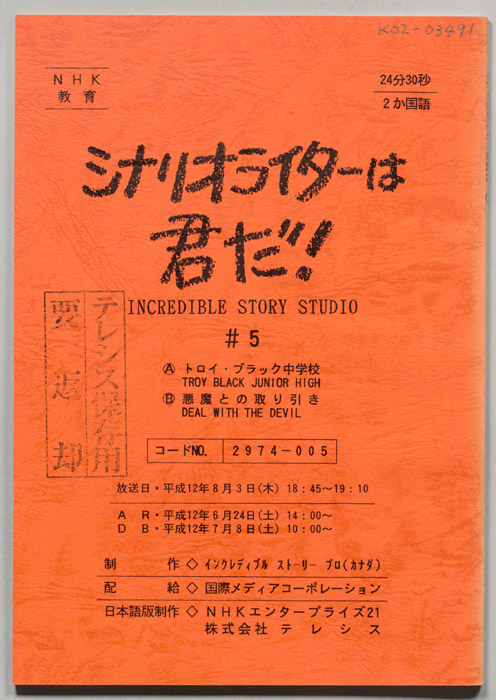 K02-03491
NHK
教育
24分30秒
2か国語
シナリオライターは
君だ!
INCREDIBLE STORY STUDIO
#5
Ⓐ トロイ・ブラック中学校
TROY BLACK JUNIOR HIGH
Ⓑ 悪魔との取り引き
DEAL WITH THE DEVIL
テレシス保存用
要返却
コードNO. 2974-005
放送日・平成12年8月3日(木) 18:45~19:10
A R・平成12年6月24日(土) 14:00~
D B・平成12年7月8日(土) 10:00~
制作◇インクレディブル ストーリー プロ(カナダ)
配給◇国際メディアコーポレーション
日本語版制作◇NHKエンタープライズ21
株式会社テレシス